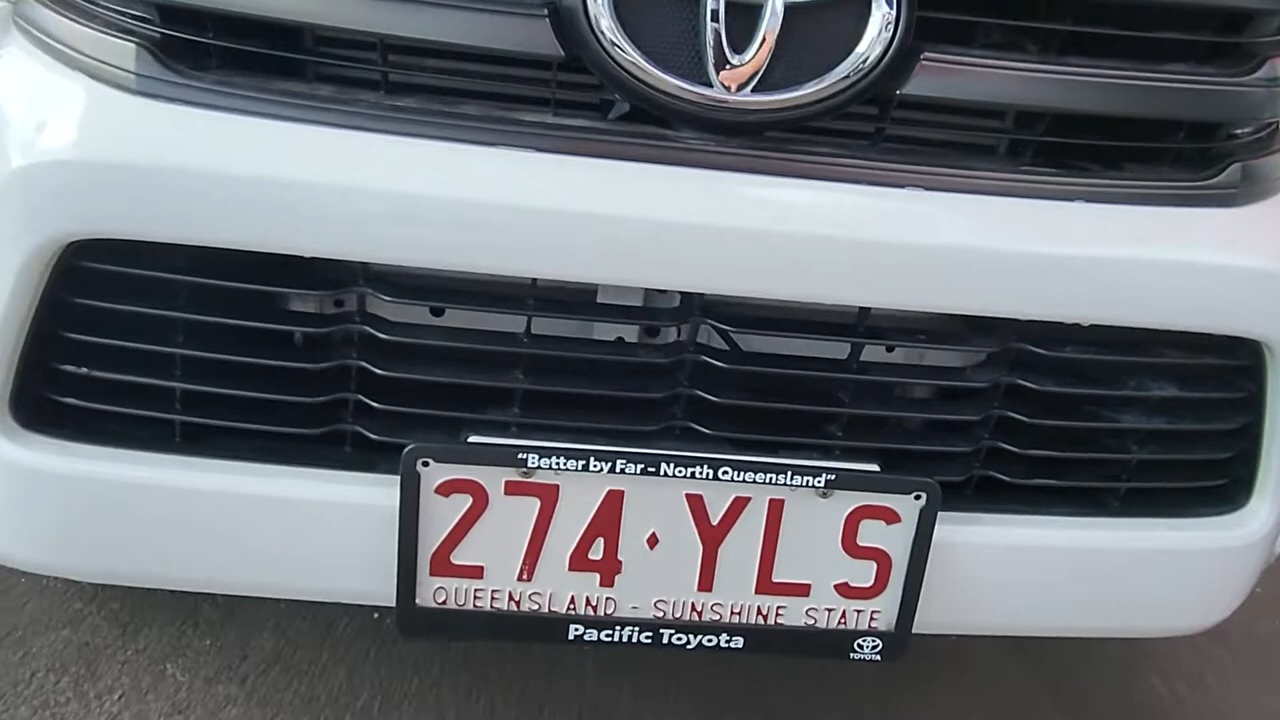 “Better by Far - North Queensland”
274·YLS
QUEENSLAND - SUNSHINE STATE
Pacific Toyota
TOYOTA